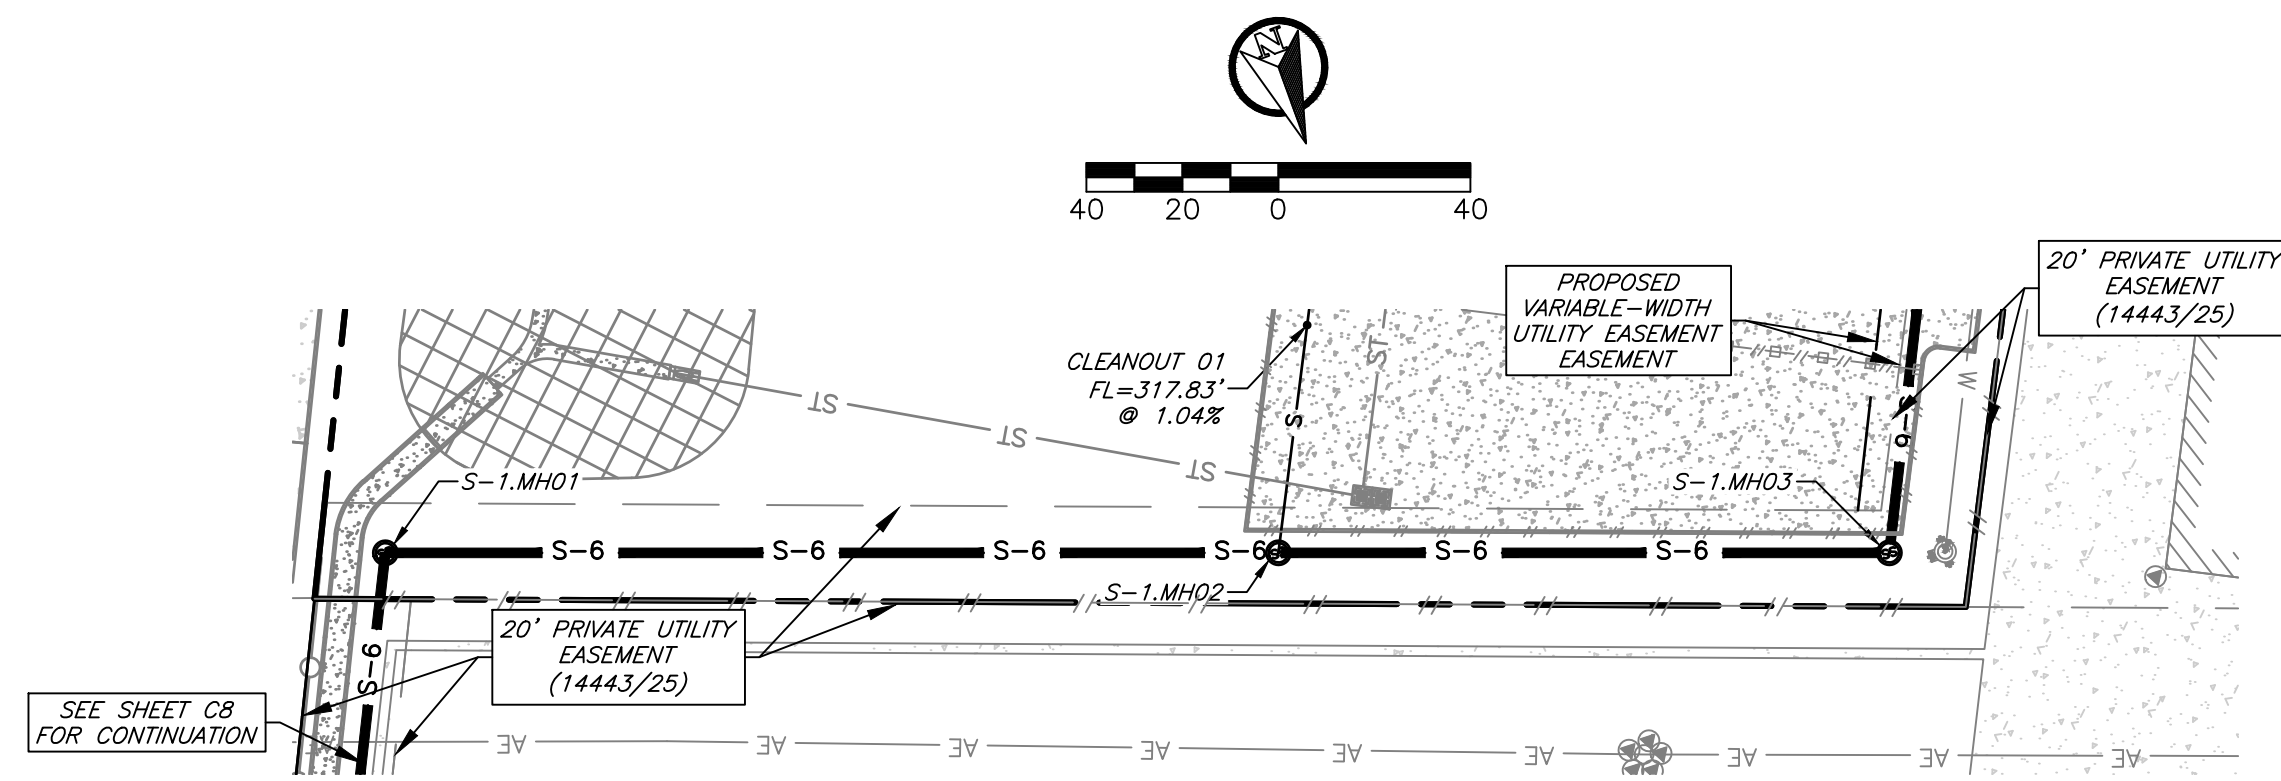 N
40 20 0 40
20' PRIVATE UTILITY
EASEMENT
(14443/25)
PROPOSED
VARIABLE-WIDTH
UTILITY EASEMENT
EASEMENT
CLEANOUT 01
FL=317.83'
@ 1.04%
ST
ST
ST
ST
S
W
S-6
S-1.MH01
S-1.MH03
S-6 S-6 S-6 S-6 S-6 S-6
S-1.MH02
20' PRIVATE UTILITY
EASEMENT
(14443/25)
S-6
SEE SHEET C8
FOR CONTINUATION
AE AE AE AE AE AE AE AE AE